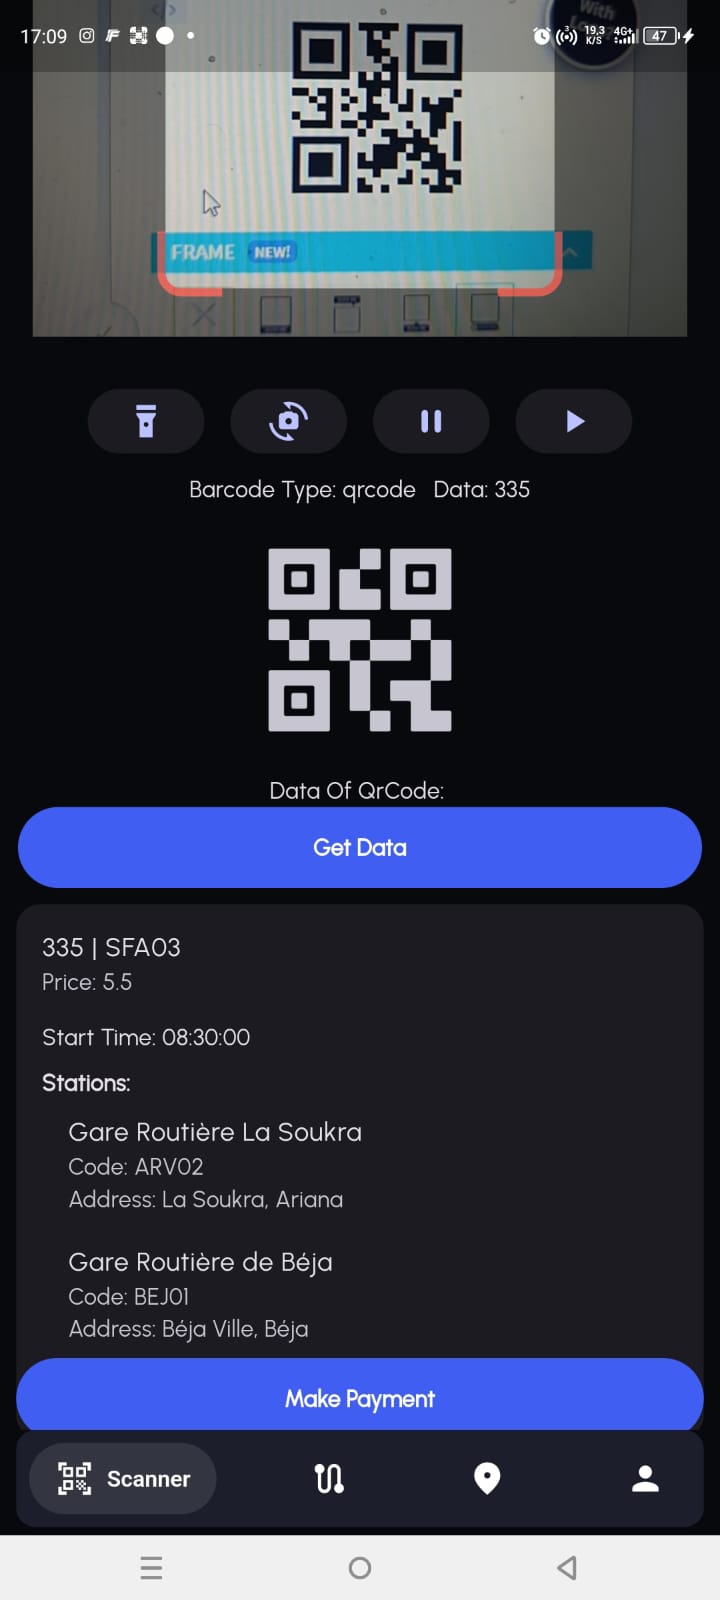 17:09
19,3
K/S
4G+
47
With
FRAME NEW!
Barcode Type: qrcode Data: 335
Data Of QrCode:
Get Data
335 | SFA03
Price: 5.5
Start Time: 08:30:00
Stations:
Gare Routière La Soukra
Code: ARV02
Address: La Soukra, Ariana
Gare Routière de Béja
Code: BEJ01
Address: Béja Ville, Béja
Make Payment
Scanner